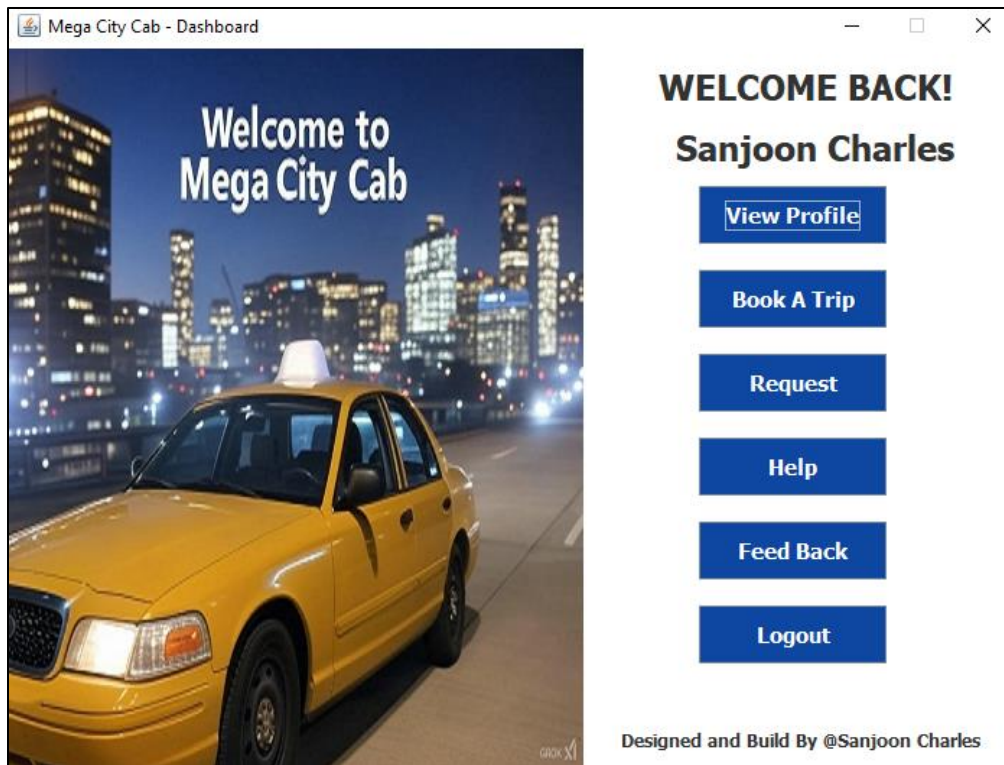 Mega City Cab - Dashboard
Welcome to
Mega City Cab
WELCOME BACK!
Sanjoon Charles
View Profile
Book A Trip
Request
Help
Feed Back
Logout
GROK
Designed and Build By @Sanjoon Charles